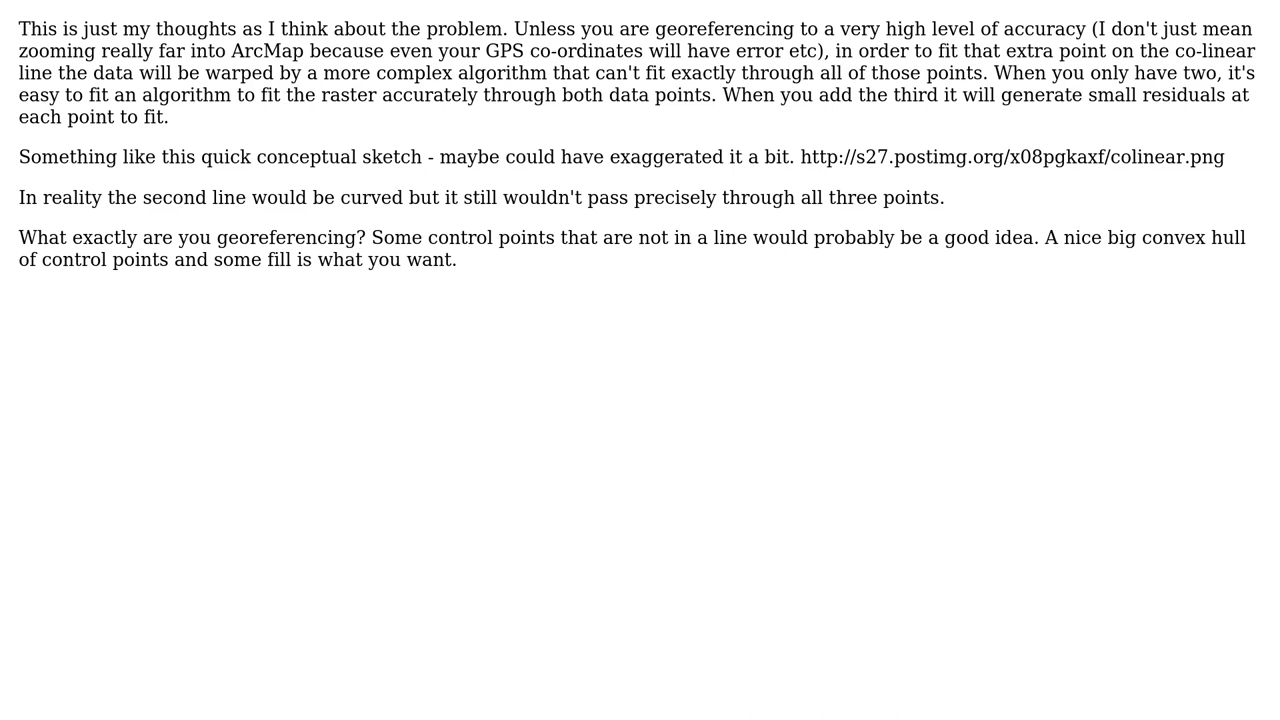 This is just my thoughts as I think about the problem. Unless you are georeferencing to a very high level of accuracy (I don't just mean
zooming really far into ArcMap because even your GPS co-ordinates will have error etc), in order to fit that extra point on the co-linear
line the data will be warped by a more complex algorithm that can't fit exactly through all of those points. When you only have two, it's
easy to fit an algorithm to fit the raster accurately through both data points. When you add the third it will generate small residuals at
each point to fit.
Something like this quick conceptual sketch - maybe could have exaggerated it a bit. http://s27.postimg.org/x08pgkaxf/colinear.png
In reality the second line would be curved but it still wouldn't pass precisely through all three points.
What exactly are you georeferencing? Some control points that are not in a line would probably be a good idea. A nice big convex hull
of control points and some fill is what you want.